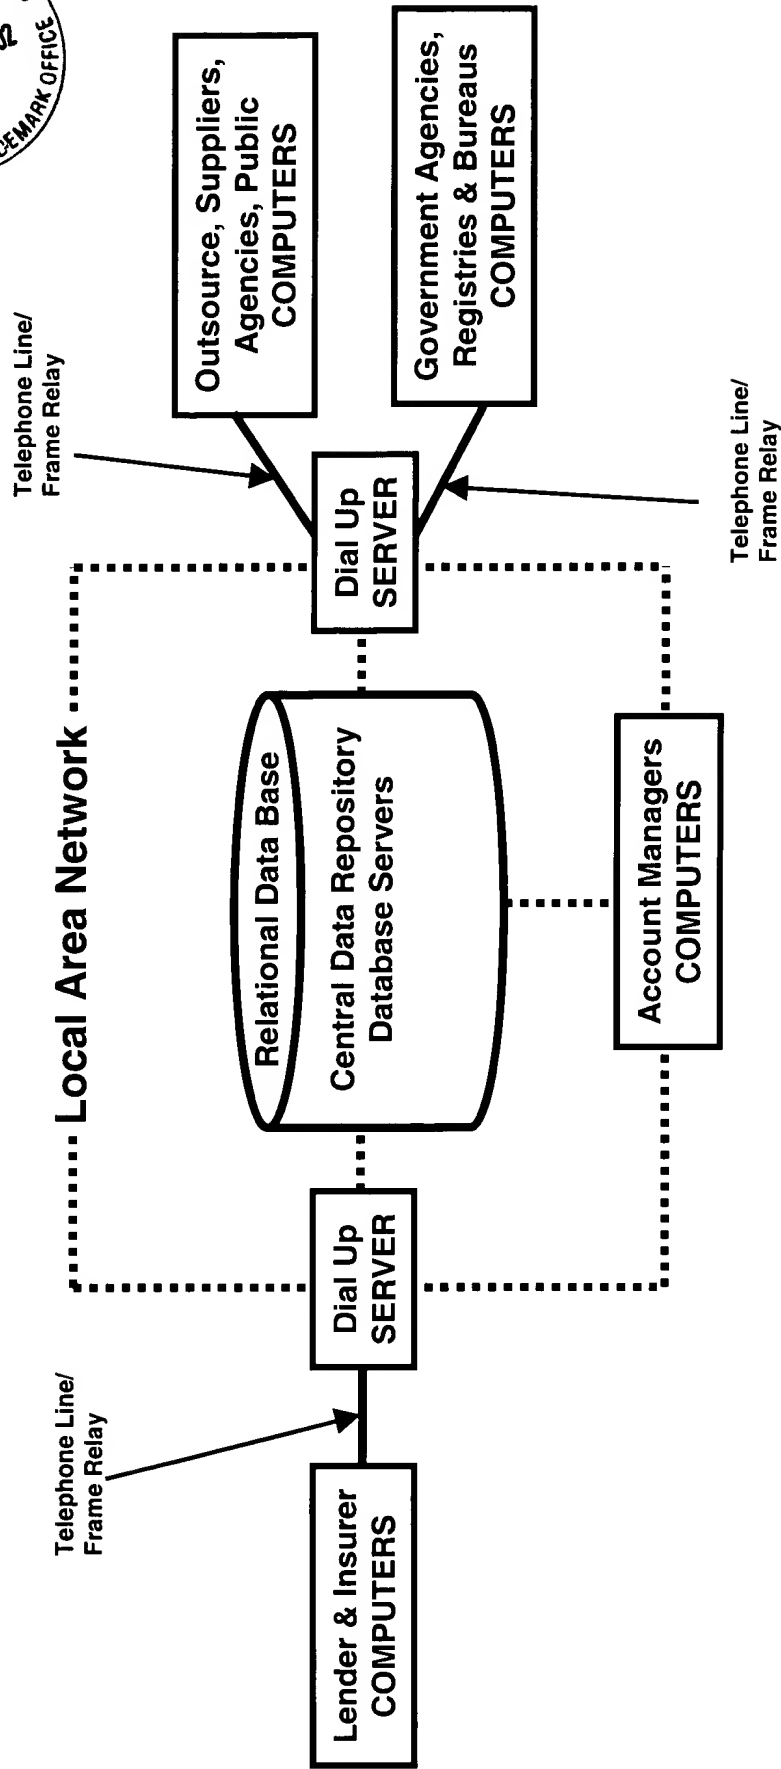 Local Area Network
Telephone Line/
Frame Relay
Lender & Insurer
COMPUTERS
Dial Up
SERVER
Relational Data Base
Central Data Repository
Database Servers
Account Managers
COMPUTERS
Dial Up
SERVER
Telephone Line/
Frame Relay
Outsource, Suppliers,
Agencies, Public
COMPUTERS
Government Agencies,
Registries & Bureaus
COMPUTERS
Telephone Line/
Frame Relay
OFFICE